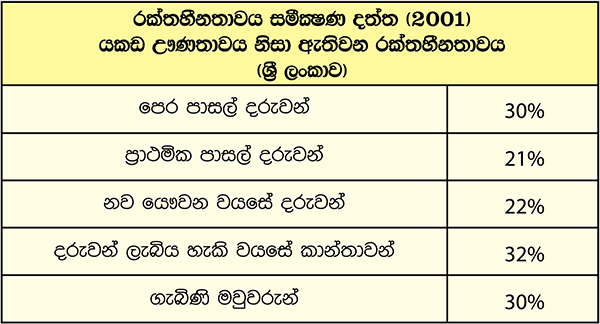 රක්තහීනතාවය සමීක්ෂණ දත්ත (2001)
යකඩ ඌණතාවය නිසා ඇතිවන රක්තහීනතාවය
(ශ්‍රී ලංකාව)
පෙර පාසල් දරුවන් 30%
ප්‍රාථමික පාසල් දරුවන් 21%
නව යෞවන වයසේ දරුවන් 22%
දරුවන් ලැබිය හැකි වයසේ කාන්තාවන් 32%
ගැබිණි මවුවරුන් 30%